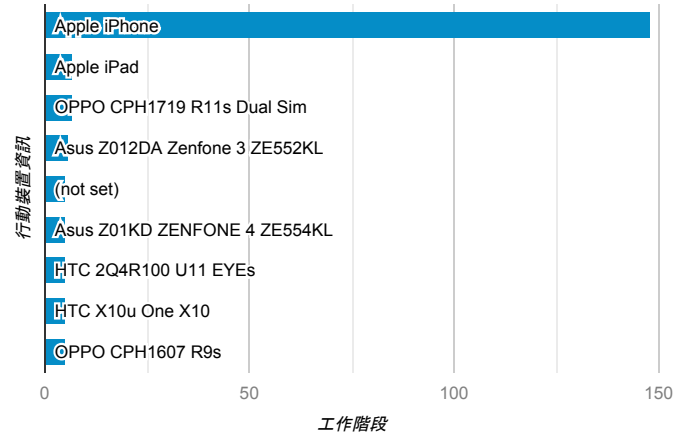 Apple iPhone
Apple iPad
OPPO CPH1719 R11s Dual Sim
Asus Z012DA Zenfone 3 ZE552KL
(not set)
Asus Z01KD ZENFONE 4 ZE554KL
HTC 2Q4R100 U11 EYEs
HTC X10u One X10
OPPO CPH1607 R9s
行動裝置資訊
0 50 100 150
工作階段